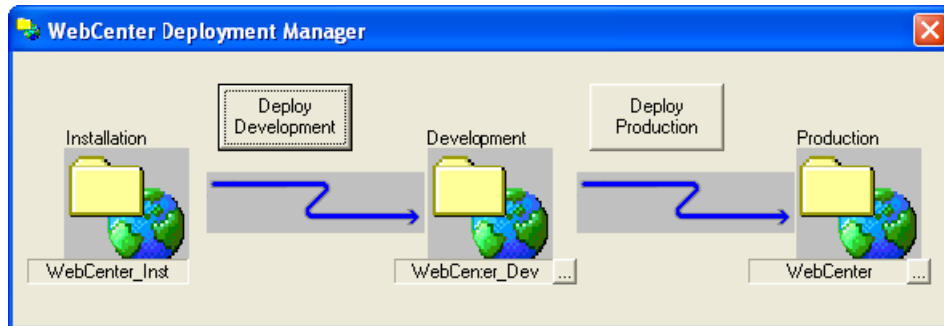 WebCenter Deployment Manager
Deploy
Development
Deploy
Production
Installation
Development
Production
WebCenter_Inst
WebCenter_Dev
...
WebCenter
...